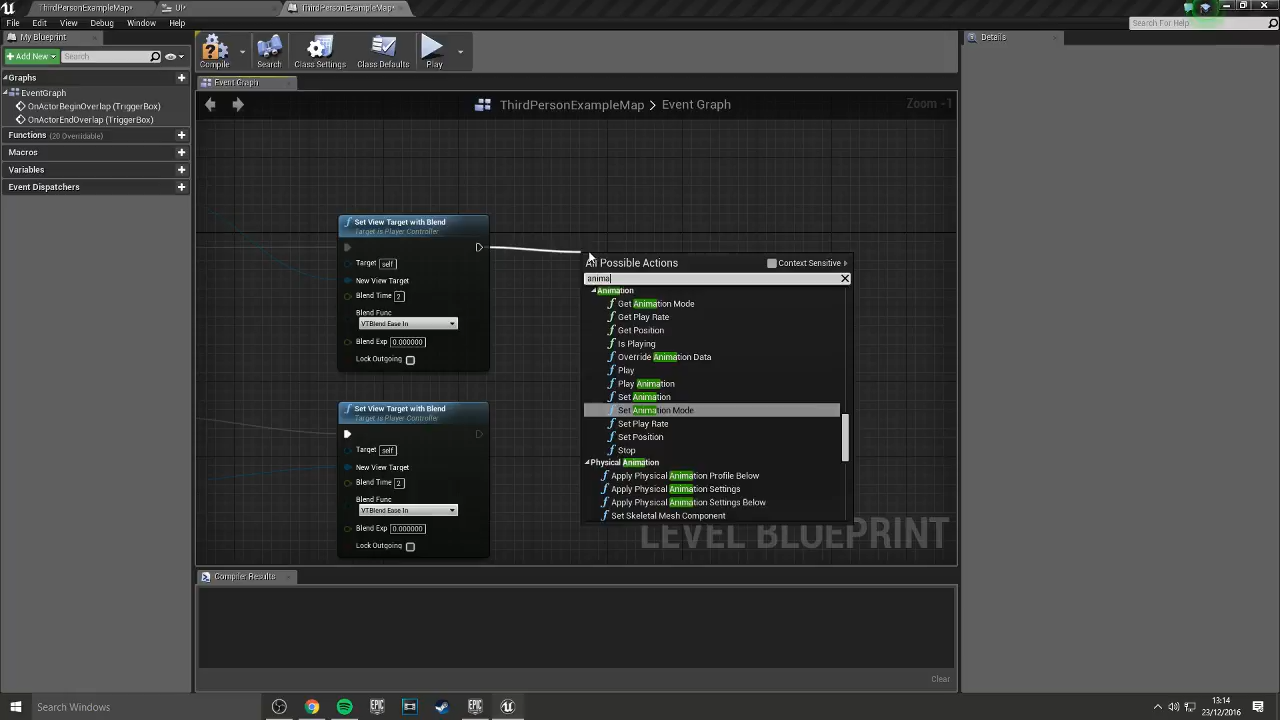 ThirdPersonExampleMap*
UI*
ThirdPersonExampleMap*
File Edit View Debug Window Help
Search For Help
My Blueprint
Details
+ Add New Search
Compile
Search
Class Settings
Class Defaults
Play
Graphs
Event Graph
EventGraph
OnActorBeginOverlap (TriggerBox)
OnActorEndOverlap (TriggerBox)
Functions (20 Overridable)
Macros
Variables
Event Dispatchers
ThirdPersonExampleMap > Event Graph
Zoom -1
Set View Target with Blend
Target is Player Controller
Target self
New View Target
Blend Time 2
Blend Func
VTBlend Ease In
Blend Exp 0.000000
Lock Outgoing
Set View Target with Blend
Target is Player Controller
Target self
New View Target
Blend Time 2
Blend Func
VTBlend Ease In
Blend Exp 0.000000
Lock Outgoing
All Possible Actions
Context Sensitive
anima
Animation
Get Animation Mode
Get Play Rate
Get Position
Is Playing
Override Animation Data
Play
Play Animation
Set Animation
Set Animation Mode
Set Play Rate
Set Position
Stop
Physical Animation
Apply Physical Animation Profile Below
Apply Physical Animation Settings
Apply Physical Animation Settings Below
Set Skeletal Mesh Component
LEVEL BLUEPRINT
Compiler Results
Clear
Search Windows
EPIC
EPIC
13:14
23/12/2016